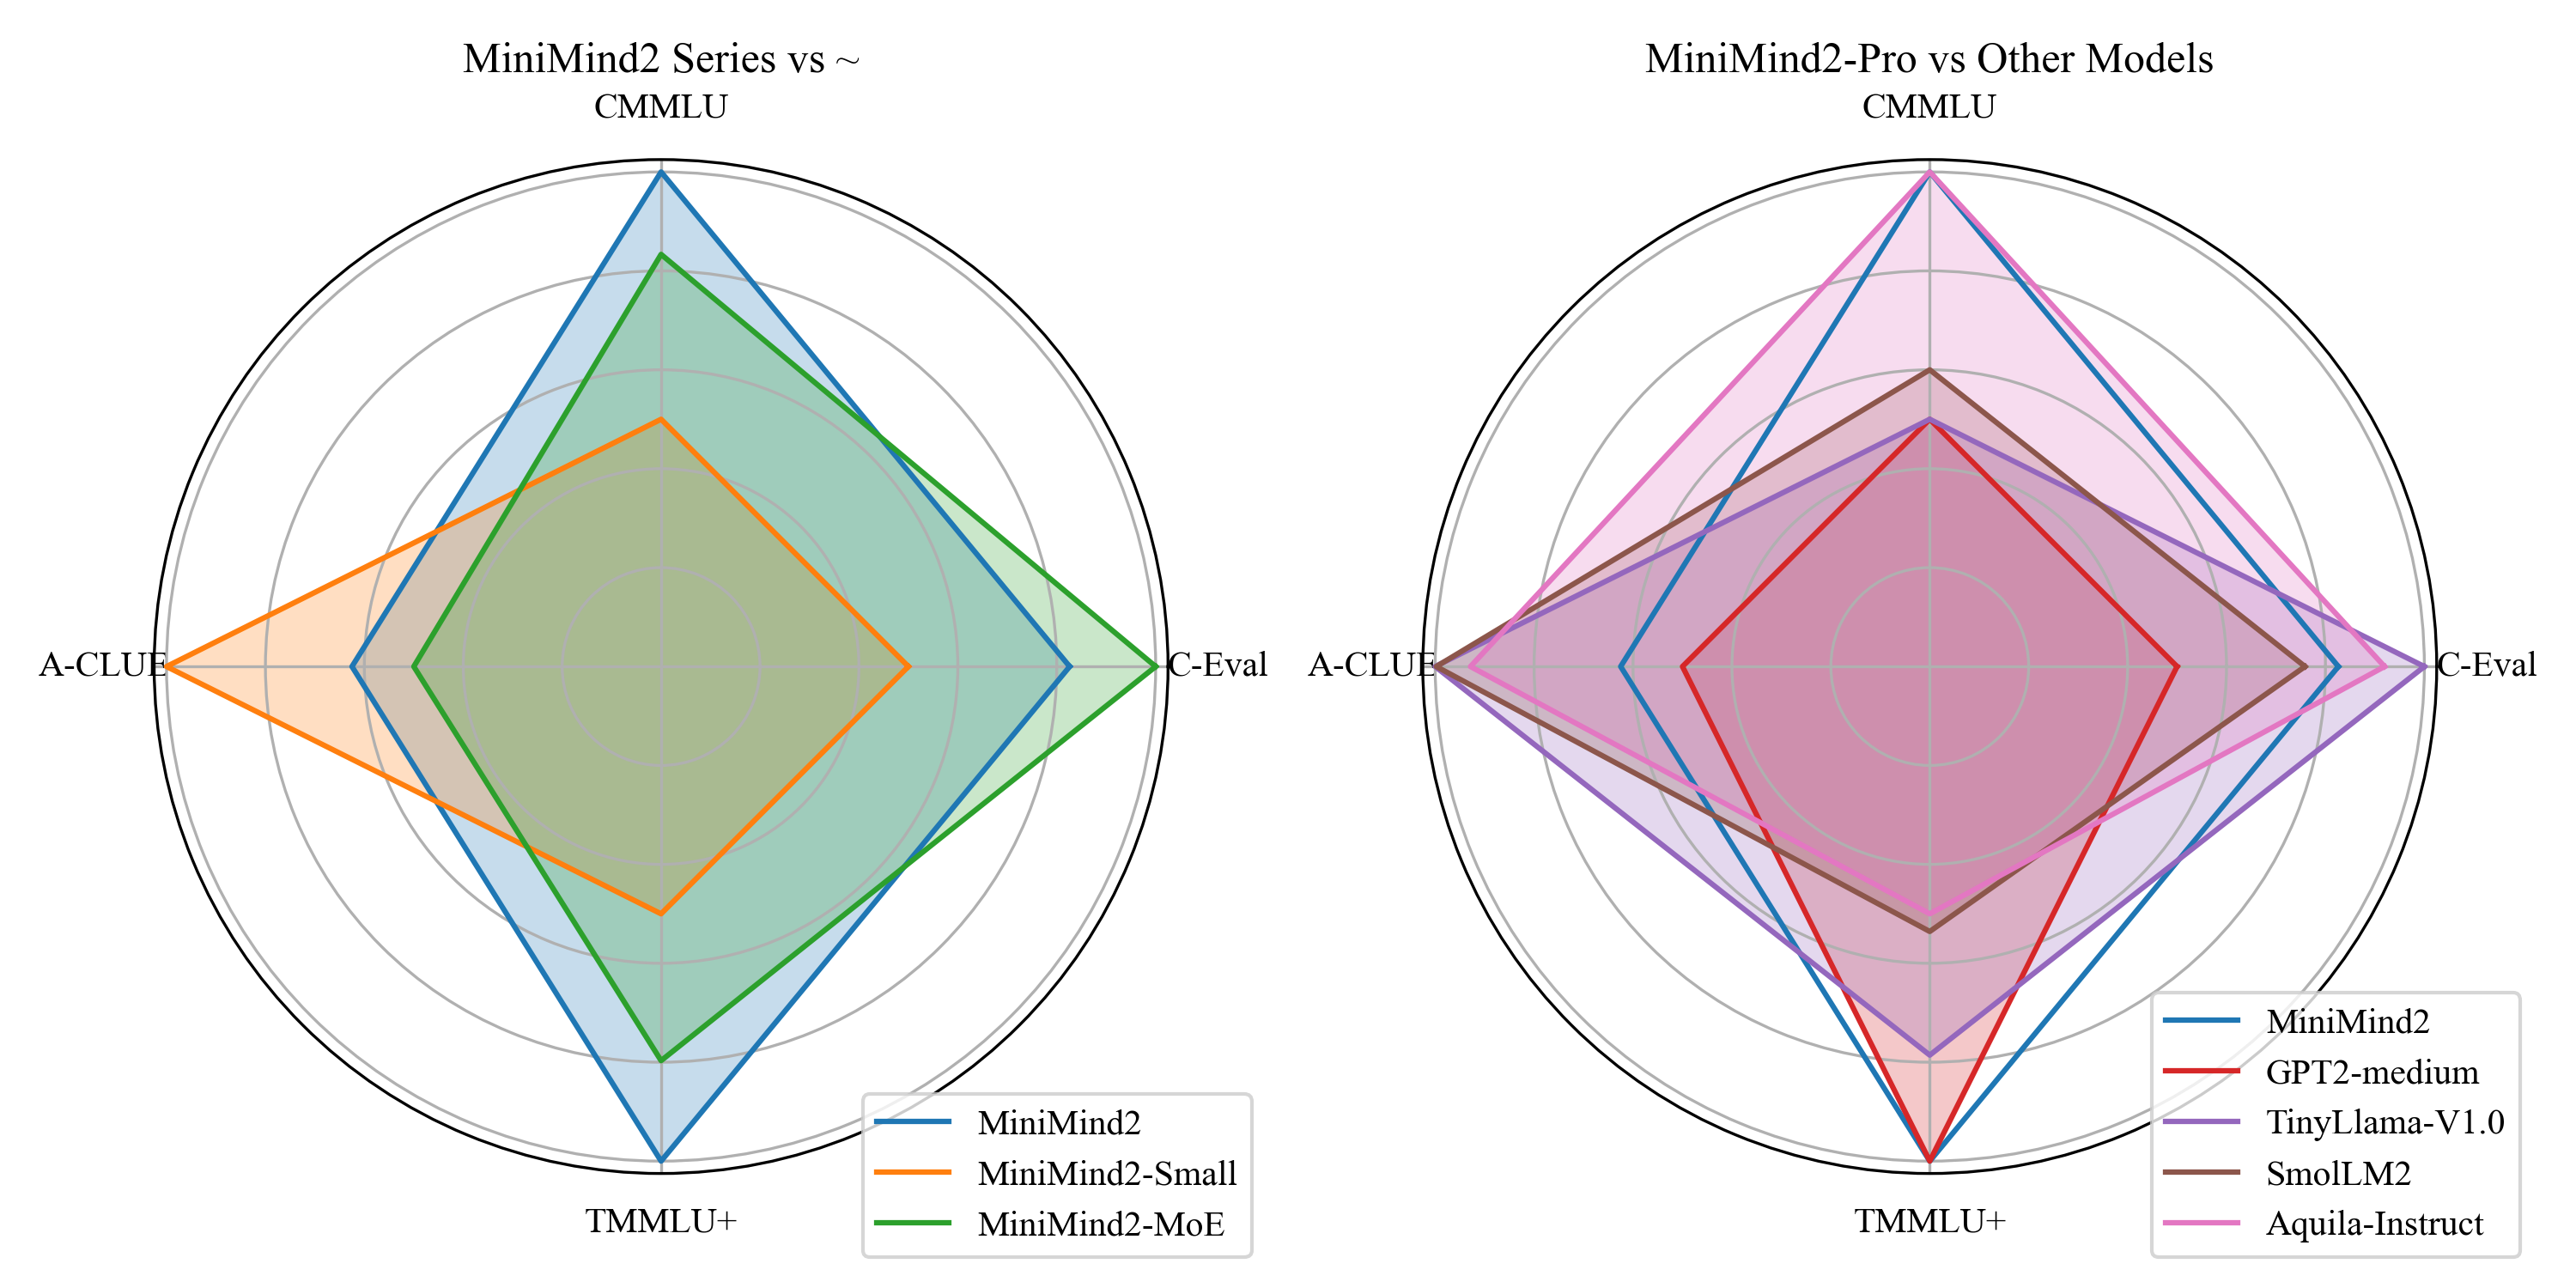 MiniMind2 Series vs ~
CMMLU
A-CLUE
C-Eval
TMMLU+
MiniMind2
MiniMind2-Small
MiniMind2-MoE
MiniMind2-Pro vs Other Models
CMMLU
A-CLUE
C-Eval
TMMLU+
MiniMind2
GPT2-medium
TinyLlama-V1.0
SmolLM2
Aquila-Instruct